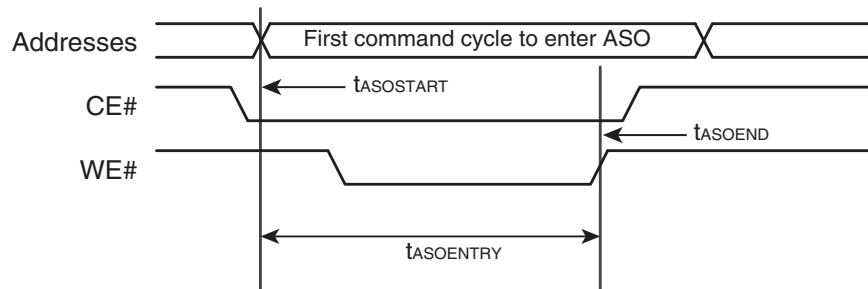 Addresses
First command cycle to enter ASO
tASOSTART
CE#
tASOEND
WE#
tASOENTRY